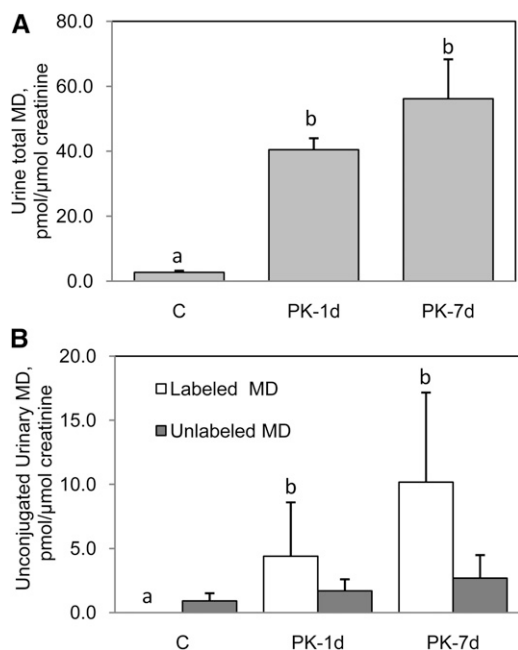 A
Urine total MD,
pmol/µmol creatinine
80.0
60.0
40.0
20.0
0.0
a
b
b
C
PK-1d
PK-7d
B
Unconjugated Urinary MD,
pmol/µmol creatinine
20.0
15.0
10.0
5.0
0.0
Labeled MD
Unlabeled MD
a
b
b
C
PK-1d
PK-7d